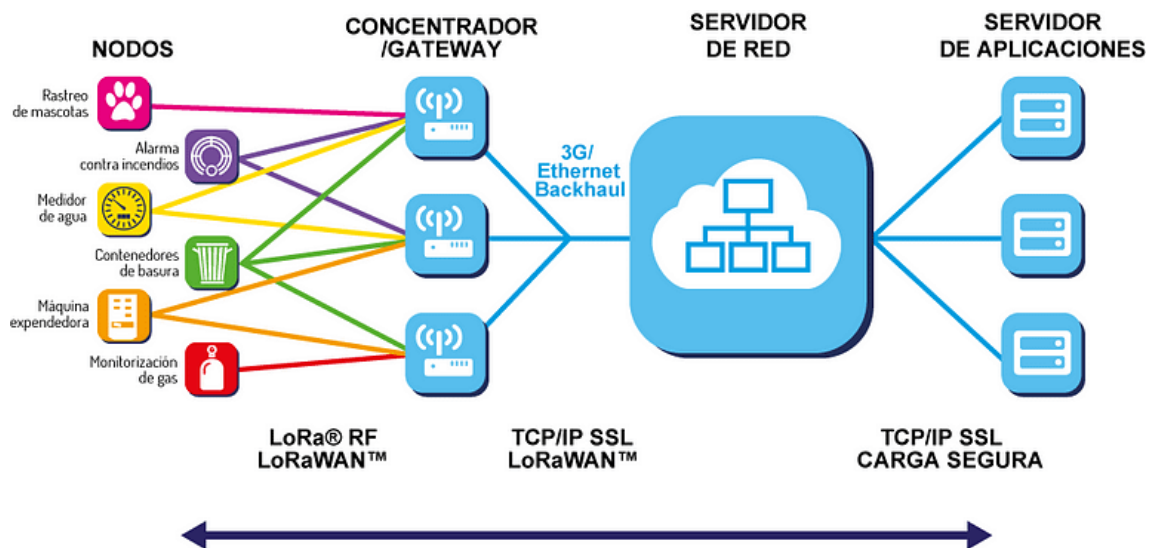 NODOS
CONCENTRADOR
/GATEWAY
SERVIDOR
DE RED
SERVIDOR
DE APLICACIONES
Rastreo
de mascotas
Alarma
contra incendios
Medidor
de agua
Contenedores
de basura
Máquina
expendedora
Monitorización
de gas
3G/
Ethernet
Backhaul
LoRa® RF
LoRaWAN™
TCP/IP SSL
LoRaWAN™
TCP/IP SSL
CARGA SEGURA